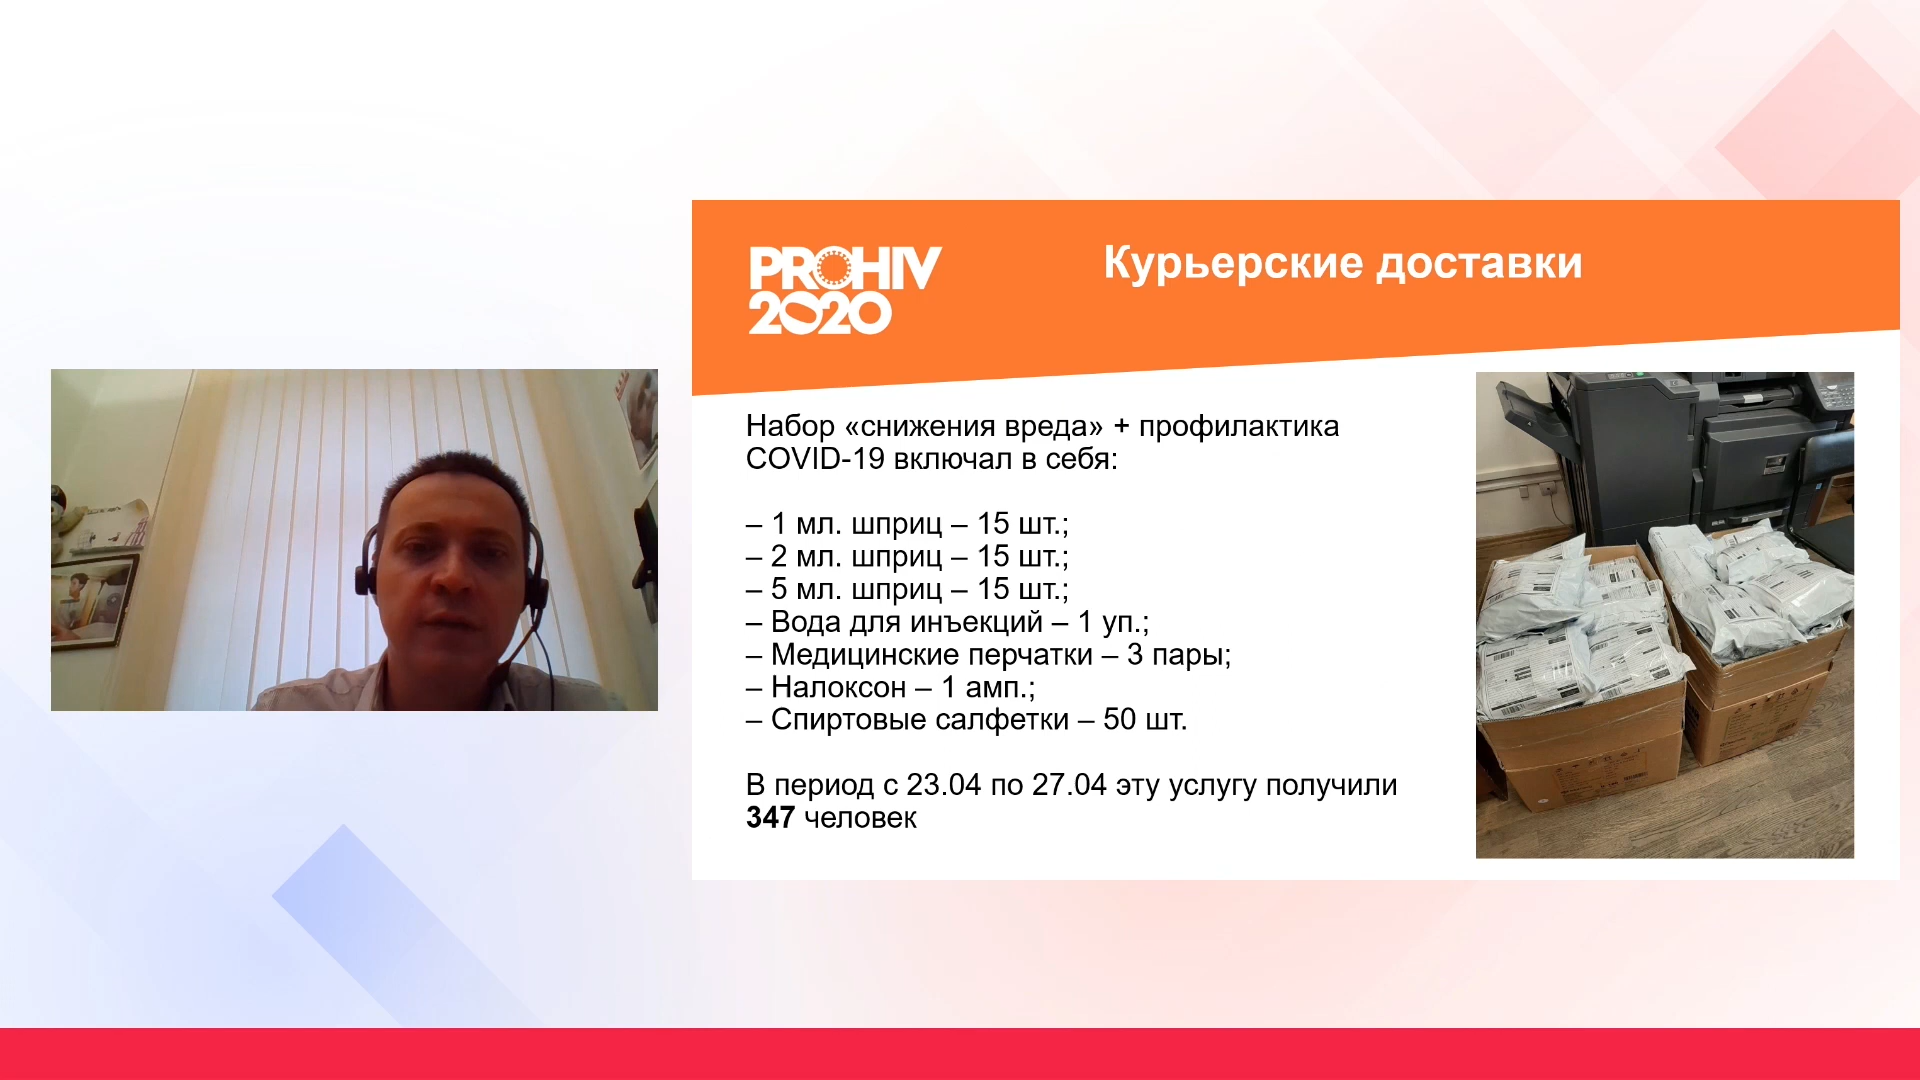 PROHIV
2020
Курьерские доставки
Набор «снижения вреда» + профилактика
COVID-19 включал в себя:
– 1 мл. шприц – 15 шт.;
– 2 мл. шприц – 15 шт.;
– 5 мл. шприц – 15 шт.;
– Вода для инъекций – 1 уп.;
– Медицинские перчатки – 3 пары;
– Налоксон – 1 амп.;
– Спиртовые салфетки – 50 шт.
В период с 23.04 по 27.04 эту услугу получили
347 человек